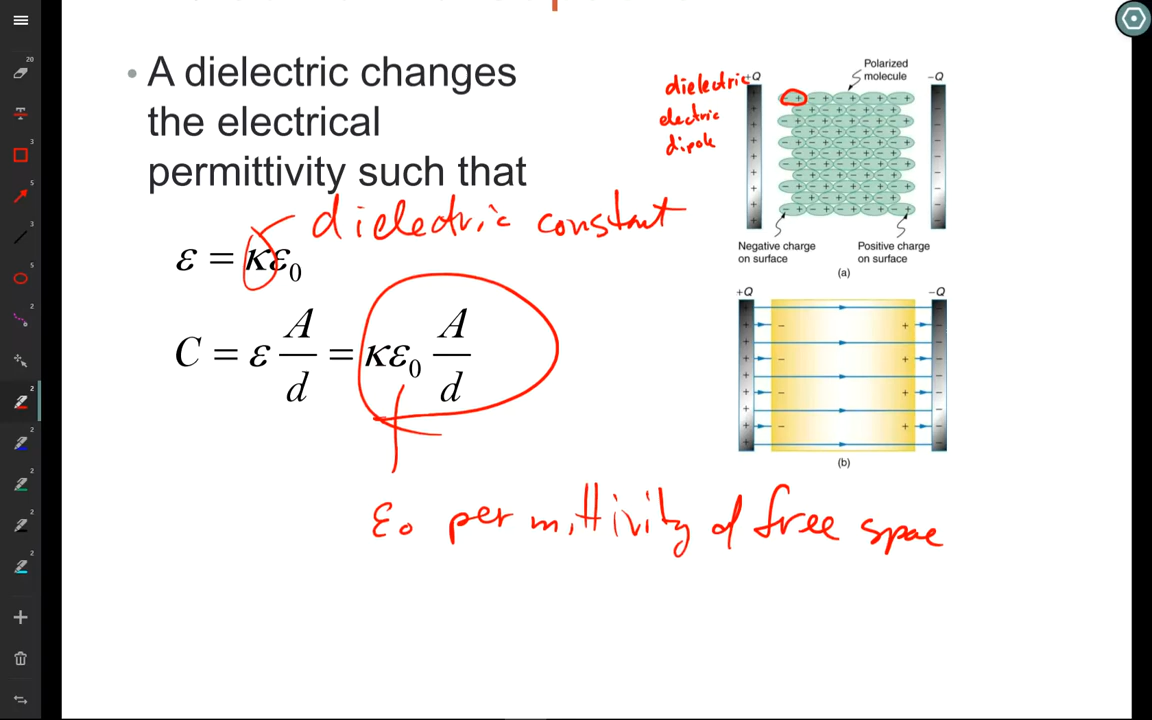 • A dielectric changes
the electrical
permittivity such that
dielectric constant
ε = κε₀
C = ε A/d = κε₀ A/d
ε₀ permittivity of free space
dielectric
electric
dipole
Polarized
molecule
+Q
-Q
Negative charge
on surface
Positive charge
on surface
(a)
+Q
-Q
(b)